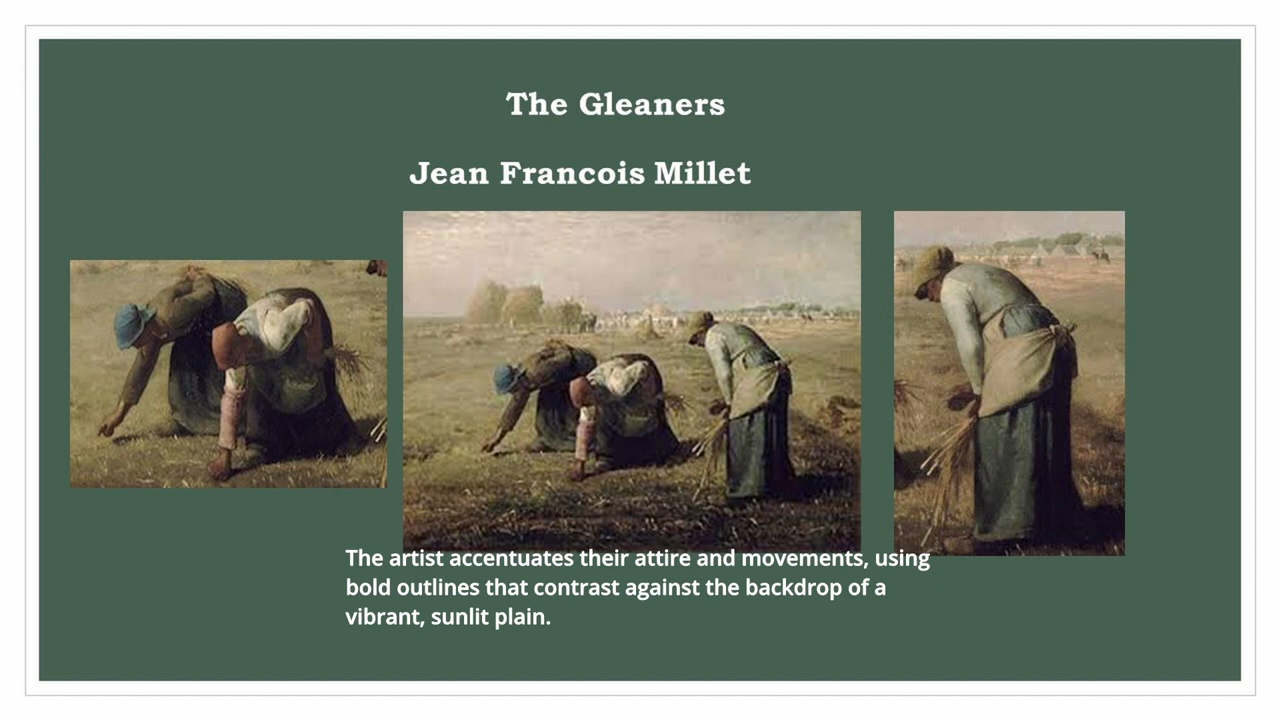 The Gleaners
Jean Francois Millet
The artist accentuates their attire and movements, using
bold outlines that contrast against the backdrop of a
vibrant, sunlit plain.